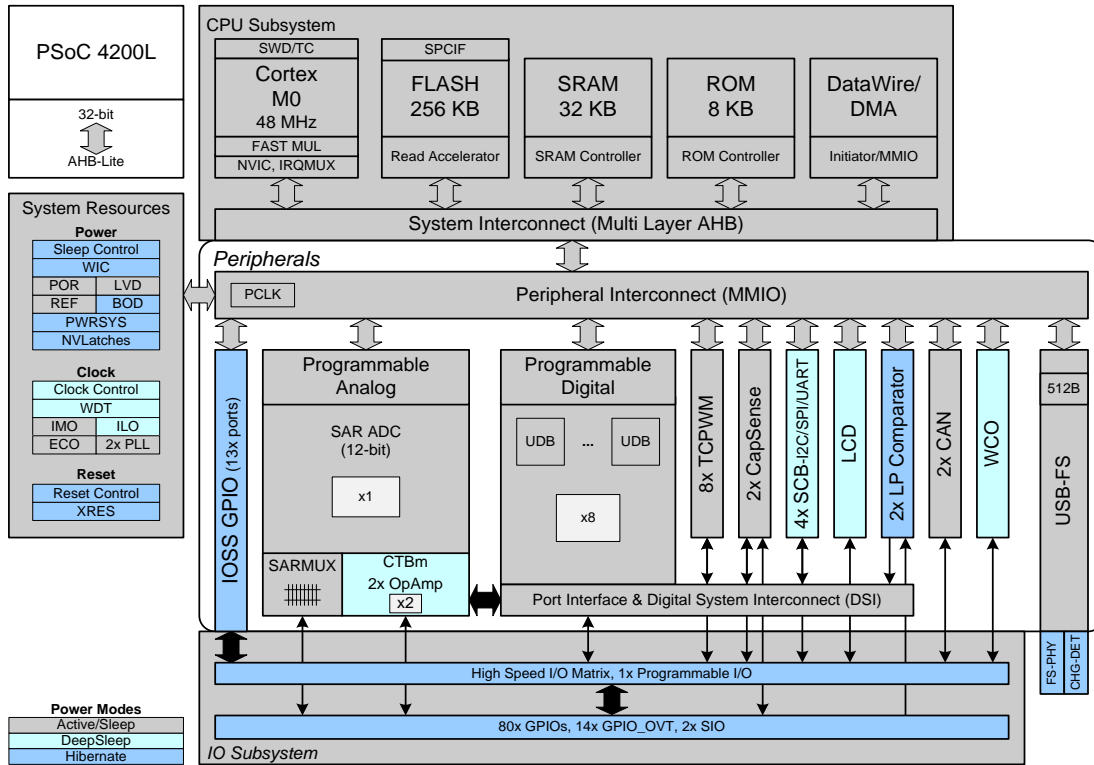 PSoC 4200L
32-bit
AHB-Lite
CPU Subsystem
SWD/TC
Cortex
M0
48 MHz
FAST MUL
NVIC, IRQMUX
SPCIF
FLASH
256 KB
Read Accelerator
SRAM
32 KB
SRAM Controller
ROM
8 KB
ROM Controller
DataWire/
DMA
Initiator/MMIO
System Interconnect (Multi Layer AHB)
System Resources
Power
Sleep Control
WIC
POR
LVD
REF
BOD
PWRSYS
NVLatches
Clock
Clock Control
WDT
IMO
ILO
ECO
2x PLL
Reset
Reset Control
XRES
Peripherals
PCLK
Peripheral Interconnect (MMIO)
IOSS GPIO (13x ports)
Programmable
Analog
SAR ADC
(12-bit)
x1
SARMUX
CTBm
2x OpAmp
x2
Programmable
Digital
UDB
...
UDB
x8
8x TCPWM
2x CapSense
4x SCB-I2C/SPI/UART
LCD
2x LP Comparator
2x CAN
WCO
512B
USB-FS
FS-PHY
CHG-DET
Port Interface & Digital System Interconnect (DSI)
High Speed I/O Matrix, 1x Programmable I/O
80x GPIOs, 14x GPIO_OVT, 2x SIO
IO Subsystem
Power Modes
Active/Sleep
DeepSleep
Hibernate